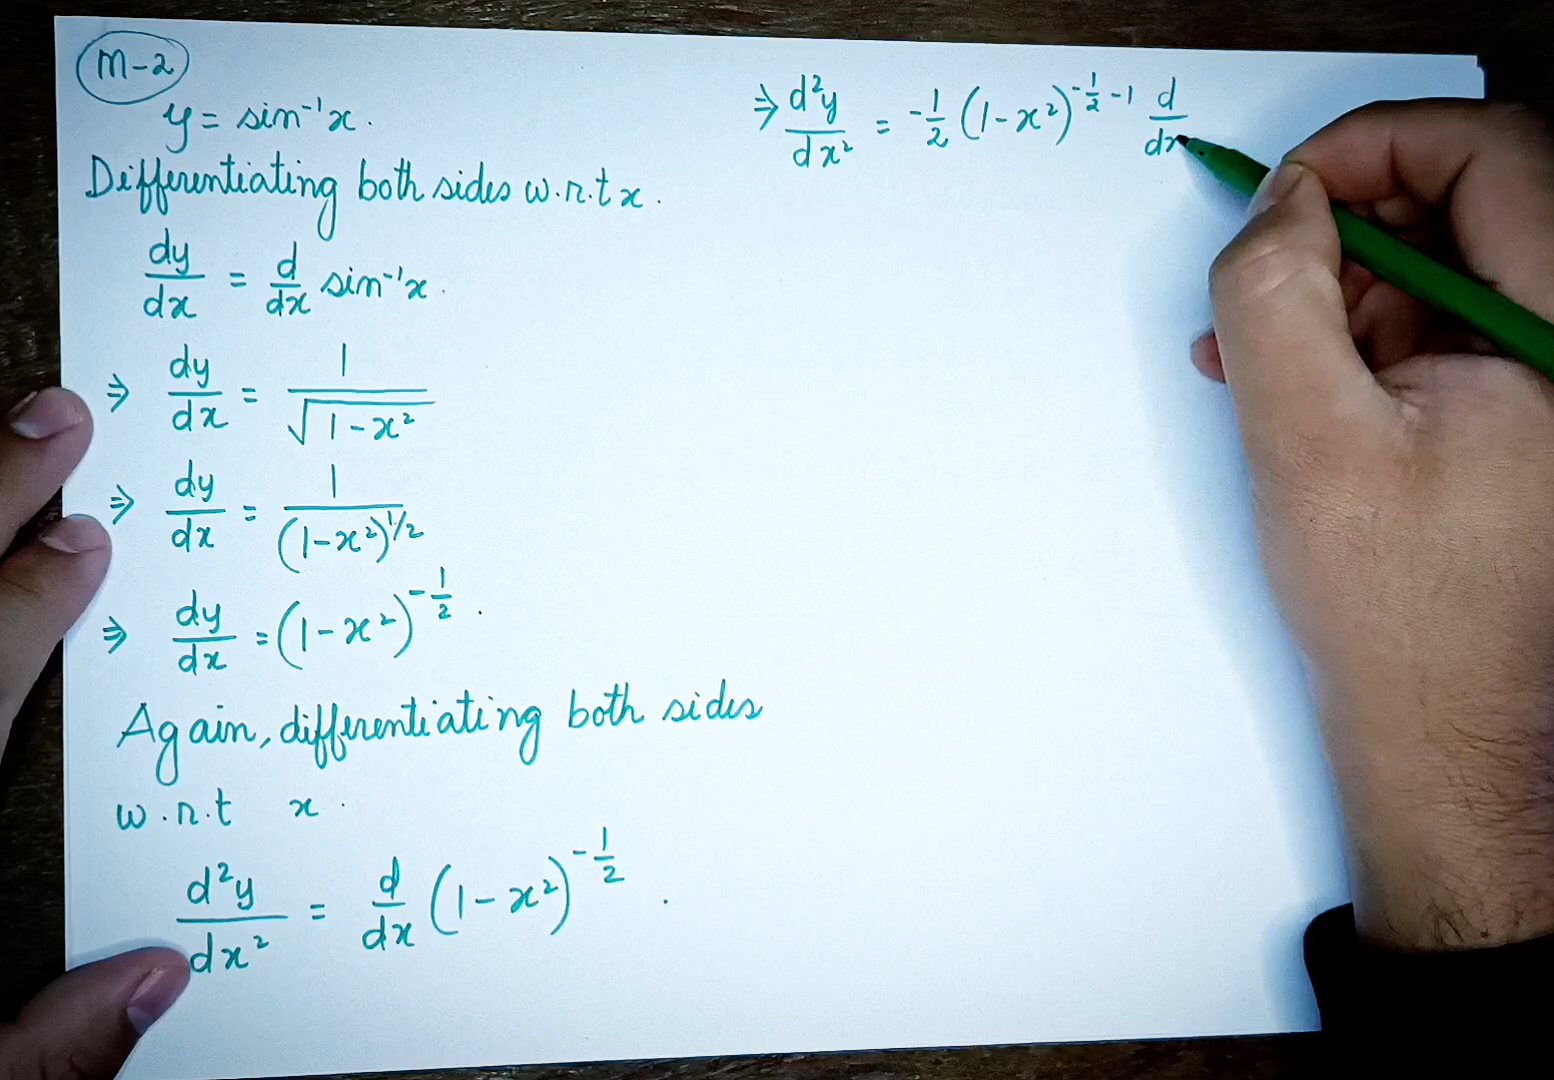 M-2
y = sin⁻¹x.
Differentiating both sides w.r.t x.
dy/dx = d/dx sin⁻¹x.
⇒ dy/dx = 1/√(1-x²)
⇒ dy/dx = 1/(1-x²)^1/2
⇒ dy/dx = (1-x²)^-1/2.
Again, differentiating both sides
w.r.t x.
d²y/dx² = d/dx (1-x²)^-1/2.
⇒ d²y/dx² = -1/2 (1-x²)^-1/2-1 d/dx